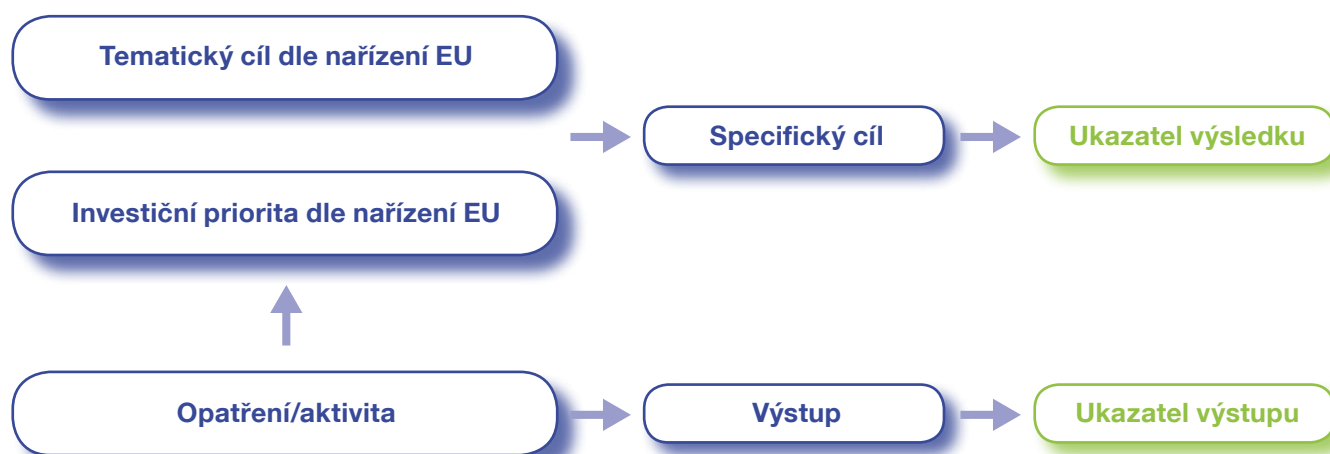 Tematický cíl dle nařízení EU
Specifický cíl
Ukazatel výsledku
Investiční priorita dle nařízení EU
Opatření/aktivita
Výstup
Ukazatel výstupu